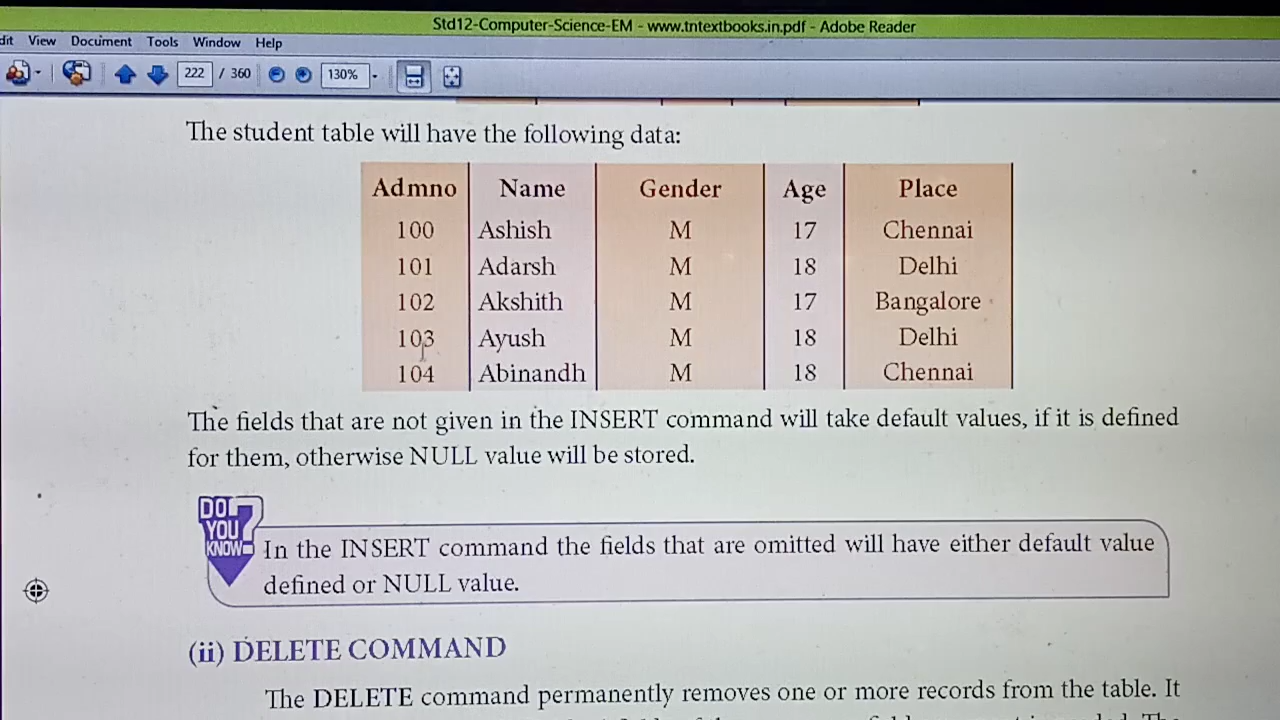 Std12-Computer-Science-EM - www.tntextbooks.in.pdf - Adobe Reader
dit View Document Tools Window Help
222 / 360 130%
The student table will have the following data:
Admno Name Gender Age Place
100 Ashish M 17 Chennai
101 Adarsh M 18 Delhi
102 Akshith M 17 Bangalore
103 Ayush M 18 Delhi
104 Abinandh M 18 Chennai
The fields that are not given in the INSERT command will take default values, if it is defined
for them, otherwise NULL value will be stored.
DO
YOU
KNOW
?
In the INSERT command the fields that are omitted will have either default value
defined or NULL value.
(ii) DELETE COMMAND
The DELETE command permanently removes one or more records from the table. It